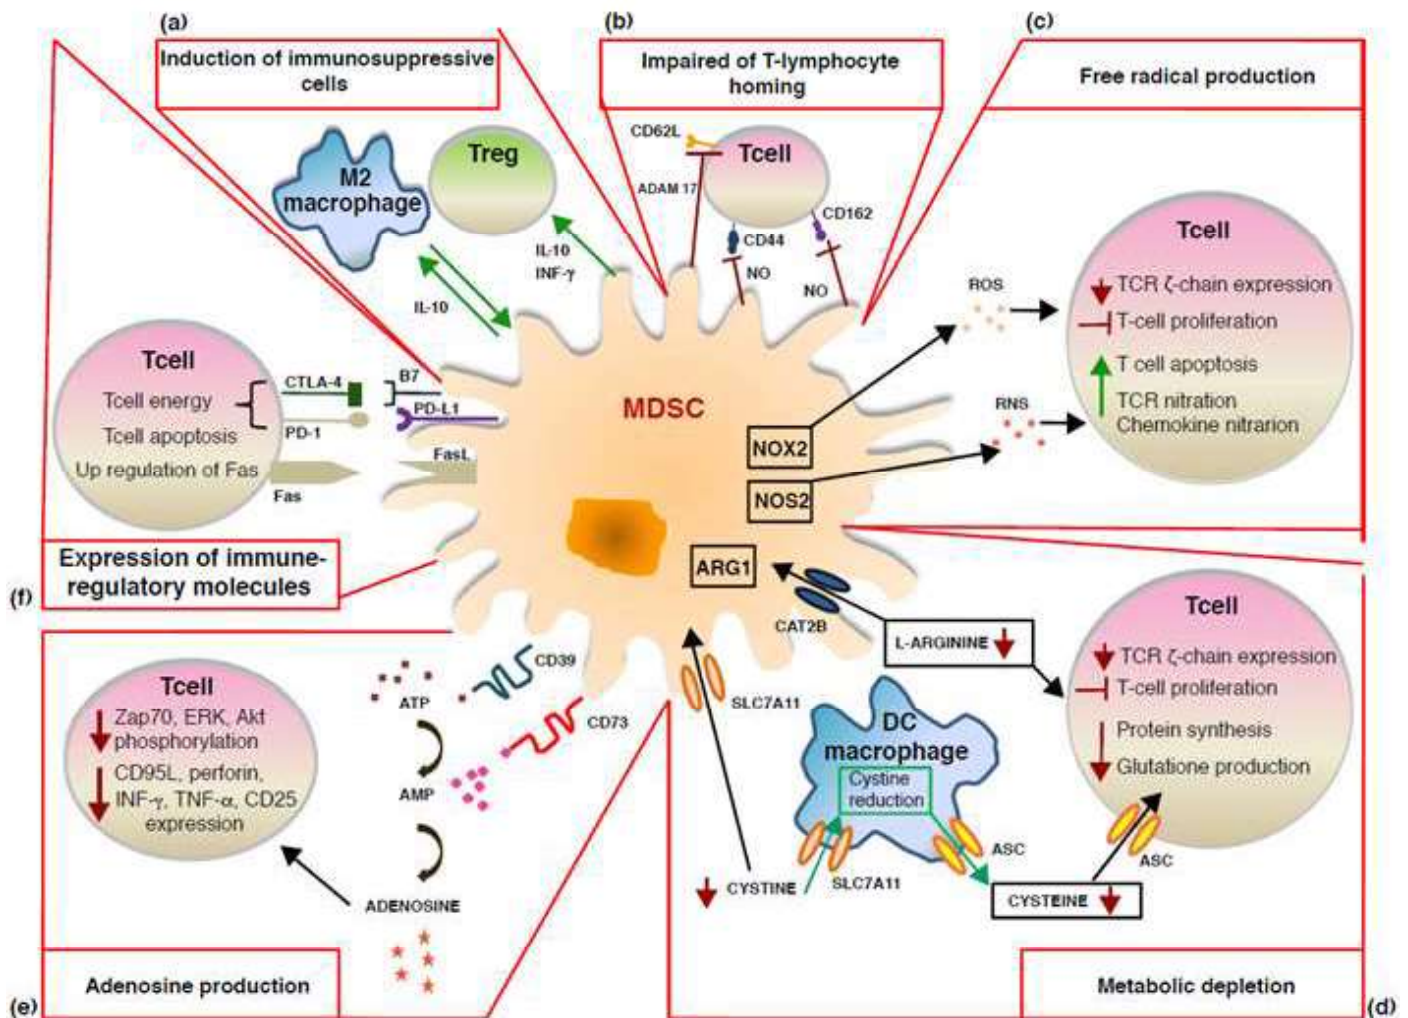 (a)
Induction of immunosuppressive
cells
(b)
Impaired of T-lymphocyte
homing
(c)
Free radical production
M2
macrophage
Treg
IL-10
IL-10
INF-γ
CD62L
ADAM 17
Tcell
CD44
NO
CD162
NO
ROS
RNS
Tcell
TCR ζ-chain expression
T-cell proliferation
T cell apoptosis
TCR nitration
Chemokine nitrarion
MDSC
NOX2
NOS2
ARG1
Tcell
Tcell energy
Tcell apoptosis
Up regulation of Fas
CTLA-4
B7
PD-1
PD-L1
Fas
FasL
(f)
Expression of immune-
regulatory molecules
CAT2B
L-ARGININE
SLC7A11
DC
macrophage
Cystine
reduction
CYSTINE
SLC7A11
ASC
CYSTEINE
ASC
Tcell
TCR ζ-chain expression
T-cell proliferation
Protein synthesis
Glutatione production
Metabolic depletion
(d)
Tcell
Zap70, ERK, Akt
phosphorylation
CD95L, perforin,
INF-γ, TNF-α, CD25
expression
ATP
CD39
CD73
AMP
ADENOSINE
Adenosine production
(e)